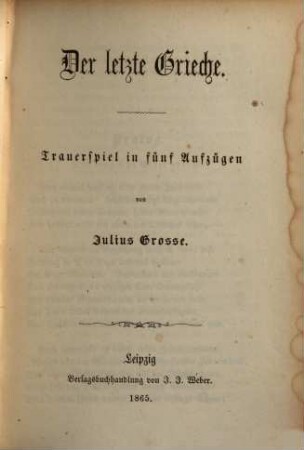 Der letzte Grieche.
Trauerspiel in fünf Aufzügen
von
Julius Grosse.
Leipzig
Verlagsbuchhandlung von J. J. Weber.
1865.